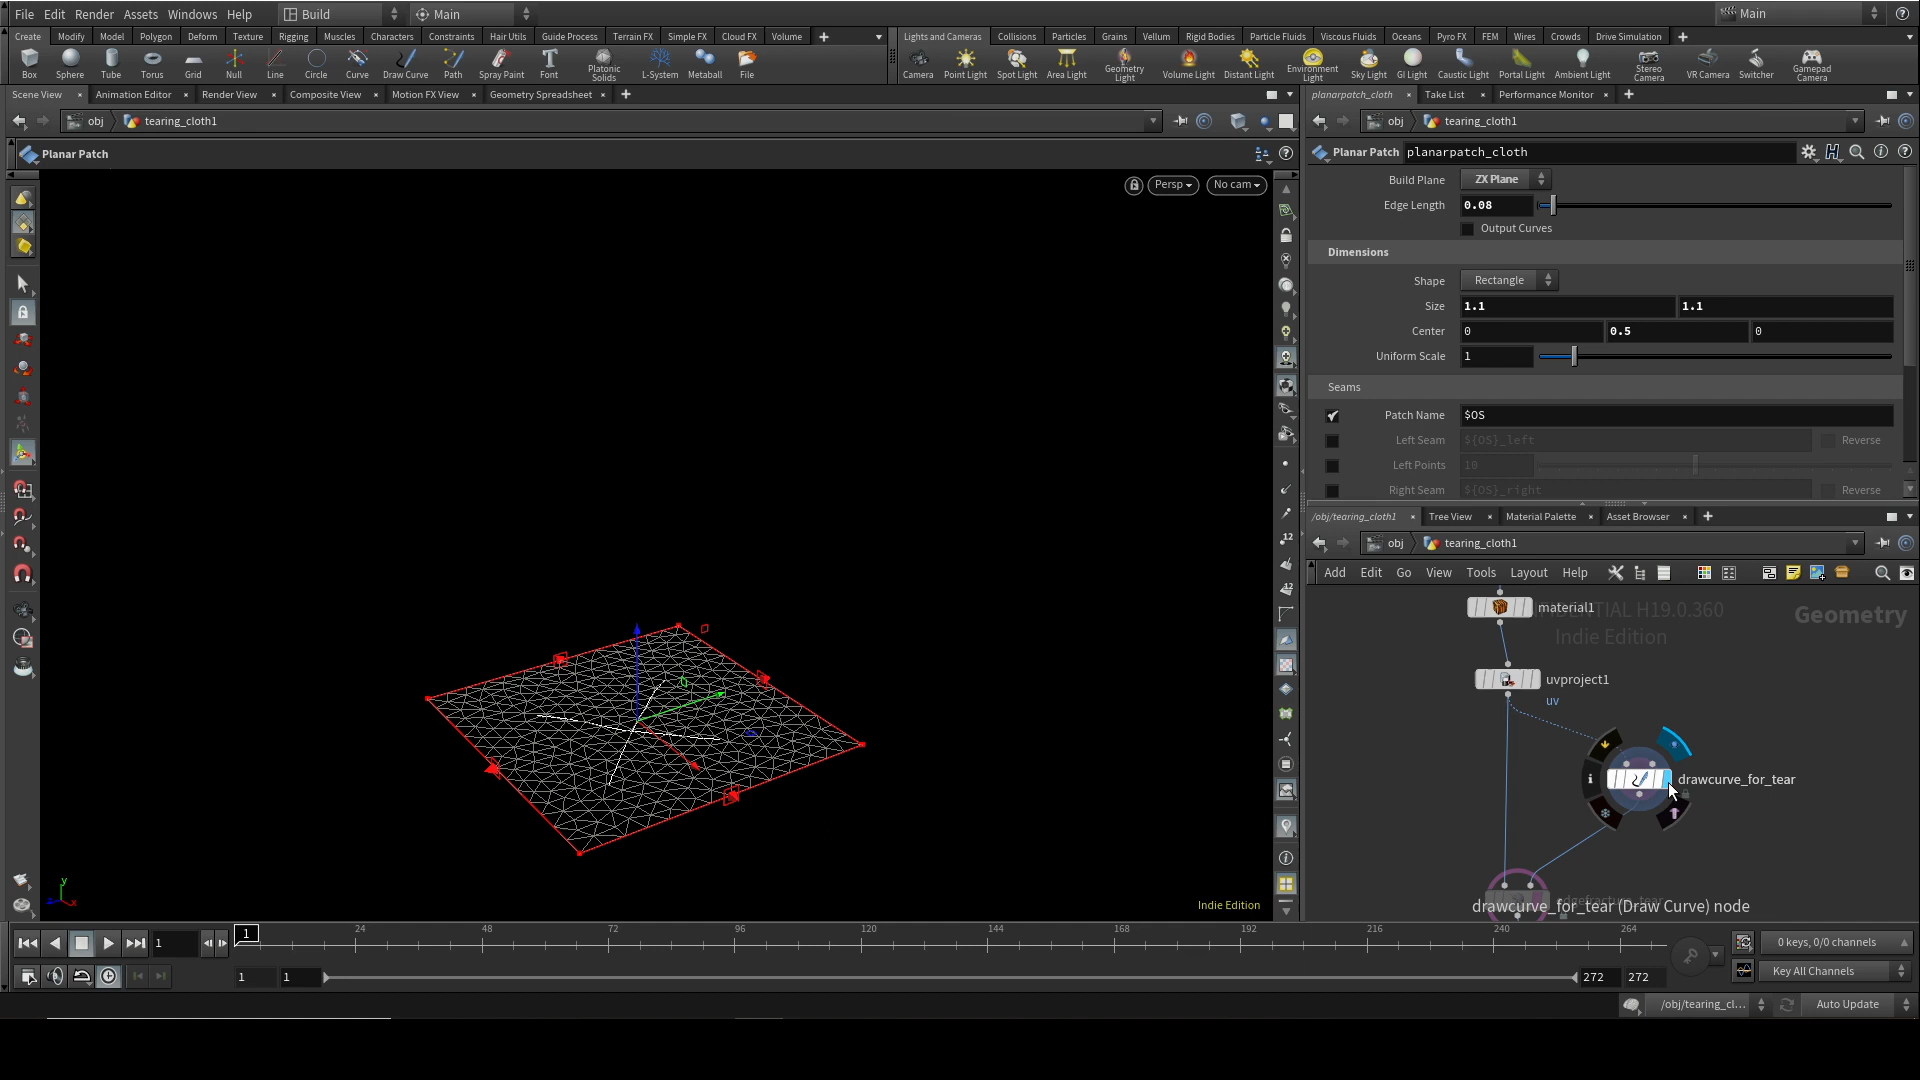 File Edit Render Assets Windows Help Build Main Main
Create Modify Model Polygon Deform Texture Rigging Muscles Characters Constraints Hair Utils Guide Process Terrain FX Simple FX Cloud FX Volume
Lights and Cameras Collisions Particles Grains Vellum Rigid Bodies Particle Fluids Viscous Fluids Oceans Pyro FX FEM Wires Crowds Drive Simulation
Box Sphere Tube Torus Grid Null Line Circle Curve Draw Curve Path Spray Paint Font Platonic Solids L-System Metaball File
Camera Point Light Spot Light Area Light Geometry Light Volume Light Distant Light Environment Light Sky Light GI Light Caustic Light Portal Light Ambient Light Stereo Camera VR Camera Switcher Gamepad Camera
Scene View Animation Editor Render View Composite View Motion FX View Geometry Spreadsheet
obj tearing_cloth1
Planar Patch
Persp No cam
Indie Edition
y
z
x
planarpatch_cloth Take List Performance Monitor
obj tearing_cloth1
Planar Patch planarpatch_cloth
Build Plane ZX Plane
Edge Length 0.08
Output Curves
Dimensions
Shape Rectangle
Size 1.1 1.1
Center 0 0.5 0
Uniform Scale 1
Seams
Patch Name $OS
Left Seam ${OS}_left Reverse
Left Points 10
Right Seam ${OS}_right Reverse
/obj/tearing_cloth1 Tree View Material Palette Asset Browser
obj tearing_cloth1
Add Edit Go View Tools Layout Help
material1
H19.0.360
Indie Edition
Geometry
uvproject1
uv
drawcurve_for_tear
drawcurve_for_tear (Draw Curve) node
1 1 24 48 72 96 120 144 168 192 216 240 264
1 1 272 272
0 keys, 0/0 channels
Key All Channels
/obj/tearing_cl... Auto Update